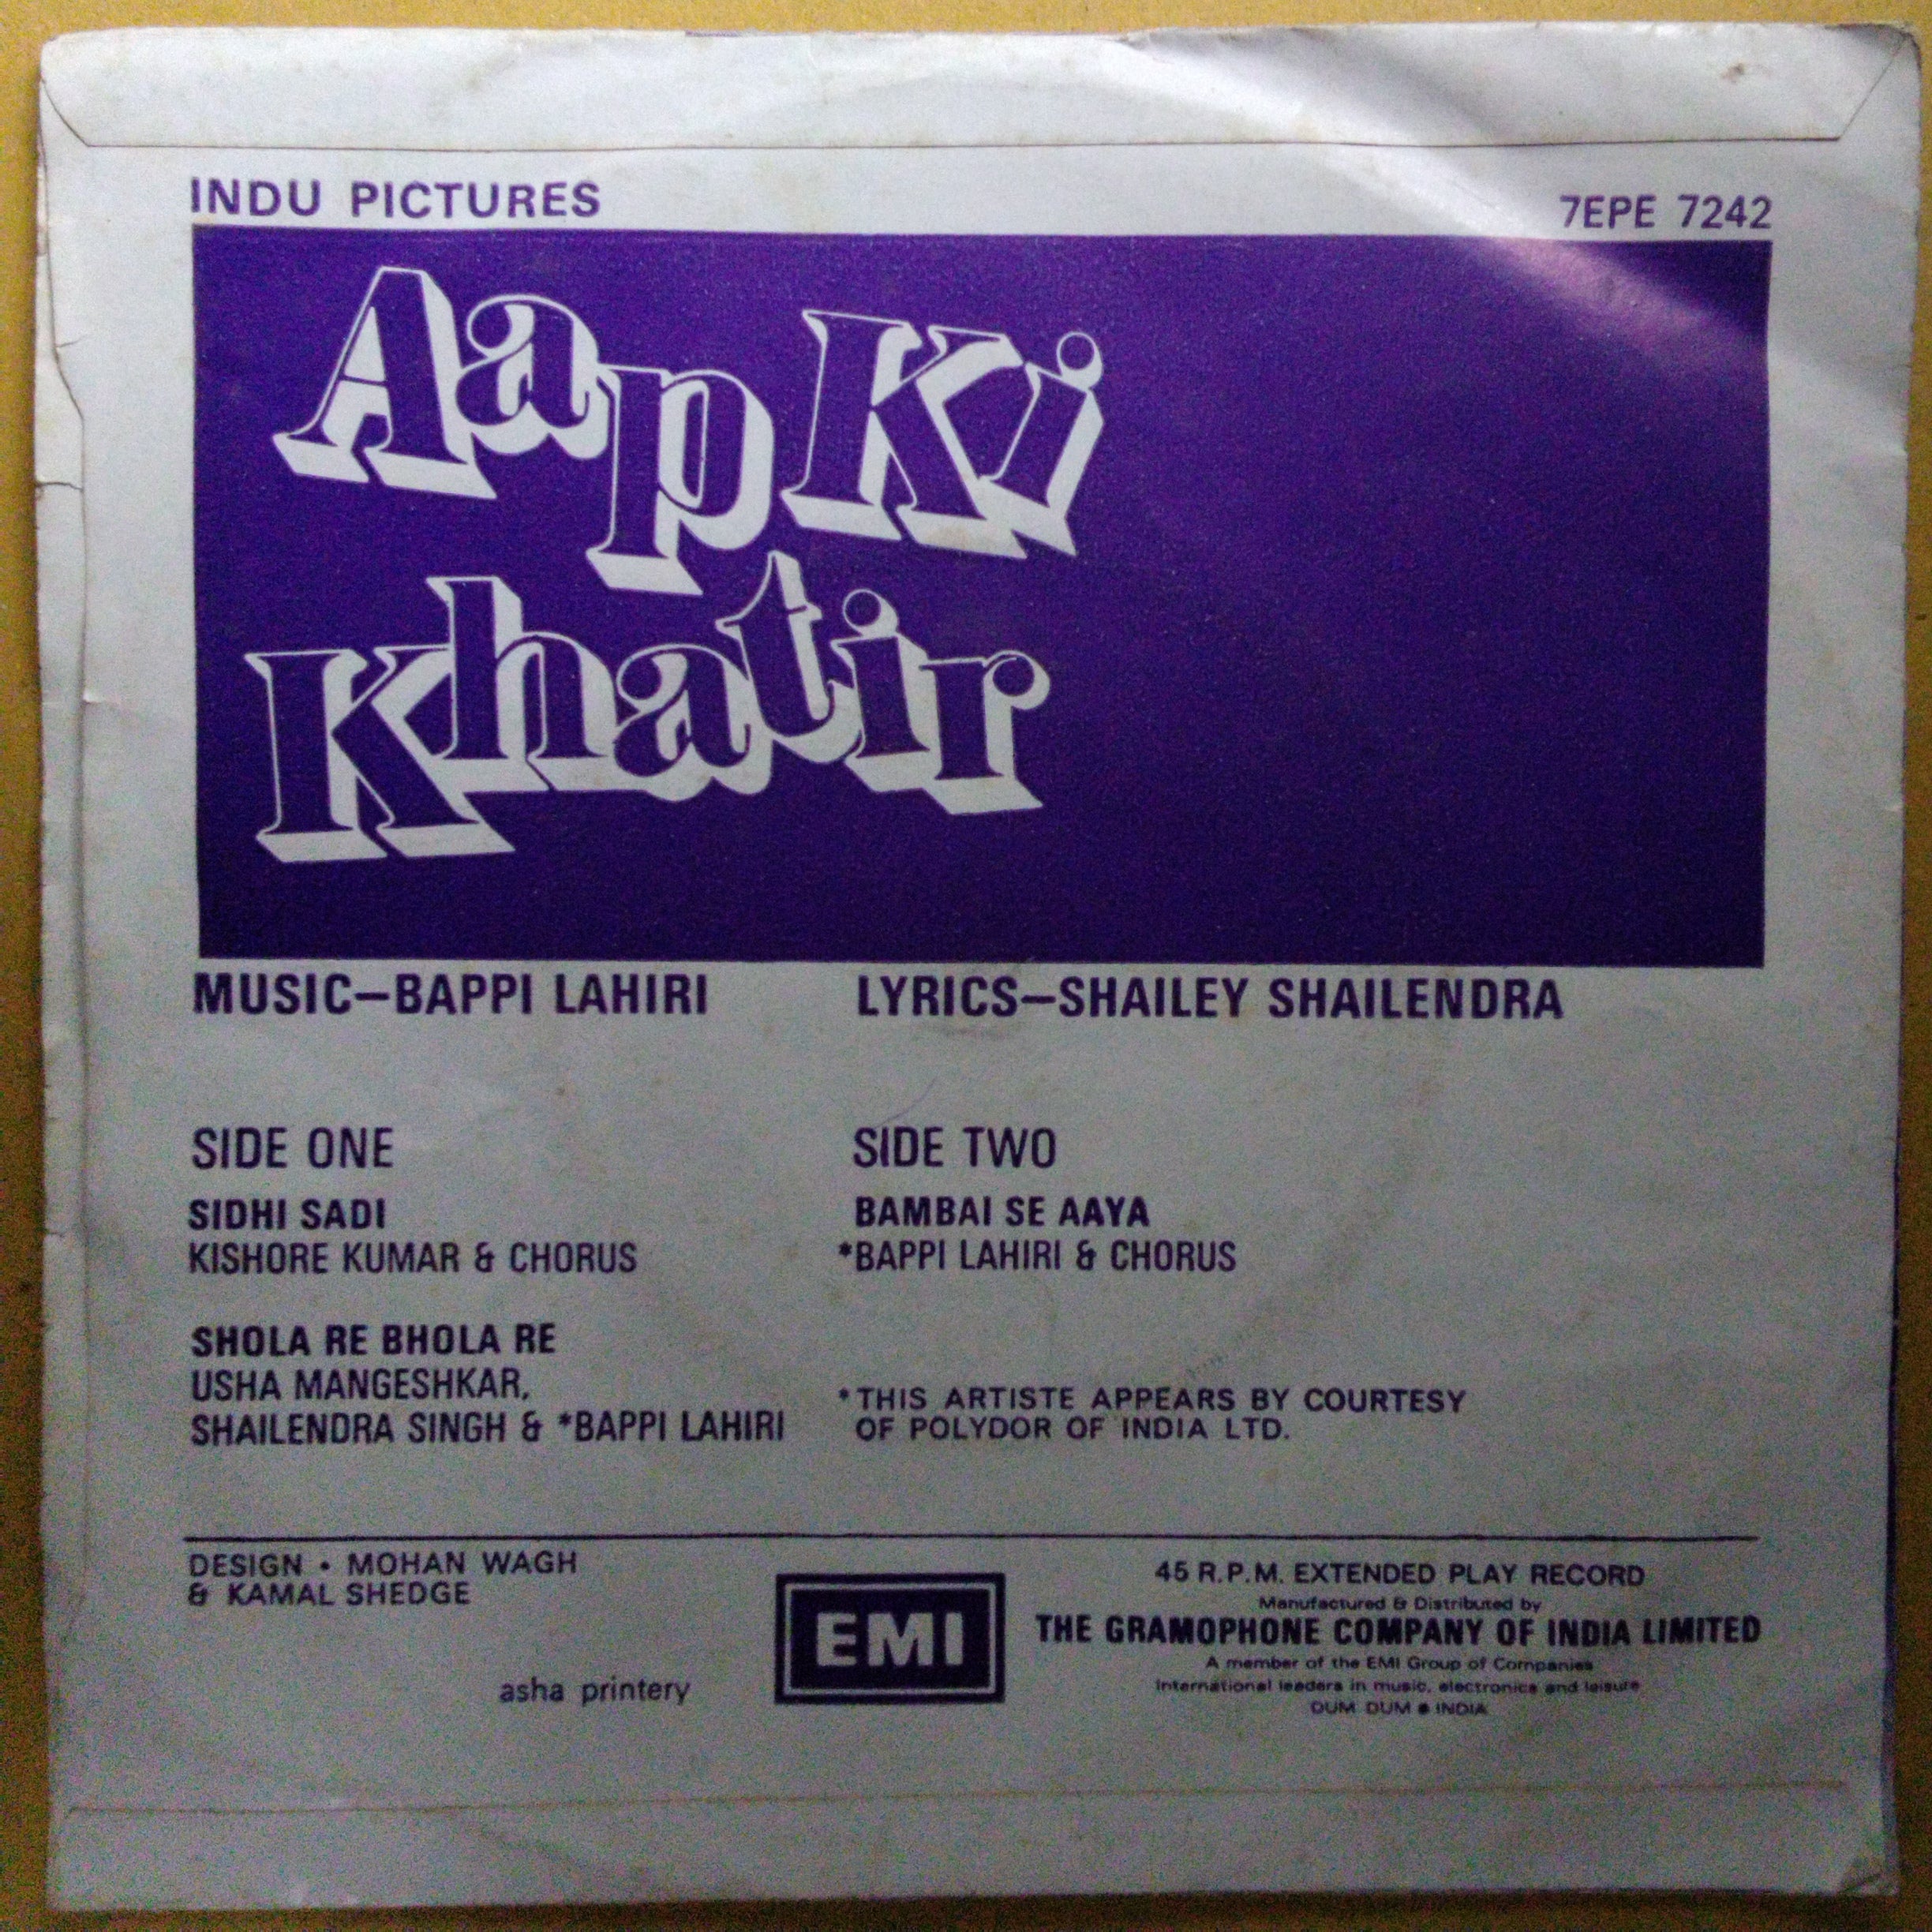 INDU PICTURES
7EPE 7242
Aap Ki
Khatir
MUSIC–BAPPI LAHIRI
LYRICS–SHAILEY SHAILENDRA
SIDE ONE
SIDHI SADI
KISHORE KUMAR & CHORUS
SHOLA RE BHOLA RE
USHA MANGESHKAR,
SHAILENDRA SINGH & *BAPPI LAHIRI
SIDE TWO
BAMBAI SE AAYA
*BAPPI LAHIRI & CHORUS
*THIS ARTISTE APPEARS BY COURTESY
OF POLYDOR OF INDIA LTD.
DESIGN • MOHAN WAGH
& KAMAL SHEDGE
asha printery
EMI
45 R.P.M. EXTENDED PLAY RECORD
Manufactured & Distributed by
THE GRAMOPHONE COMPANY OF INDIA LIMITED
A member of the EMI Group of Companies
International leaders in music, electronics and leisure
DUM DUM • INDIA